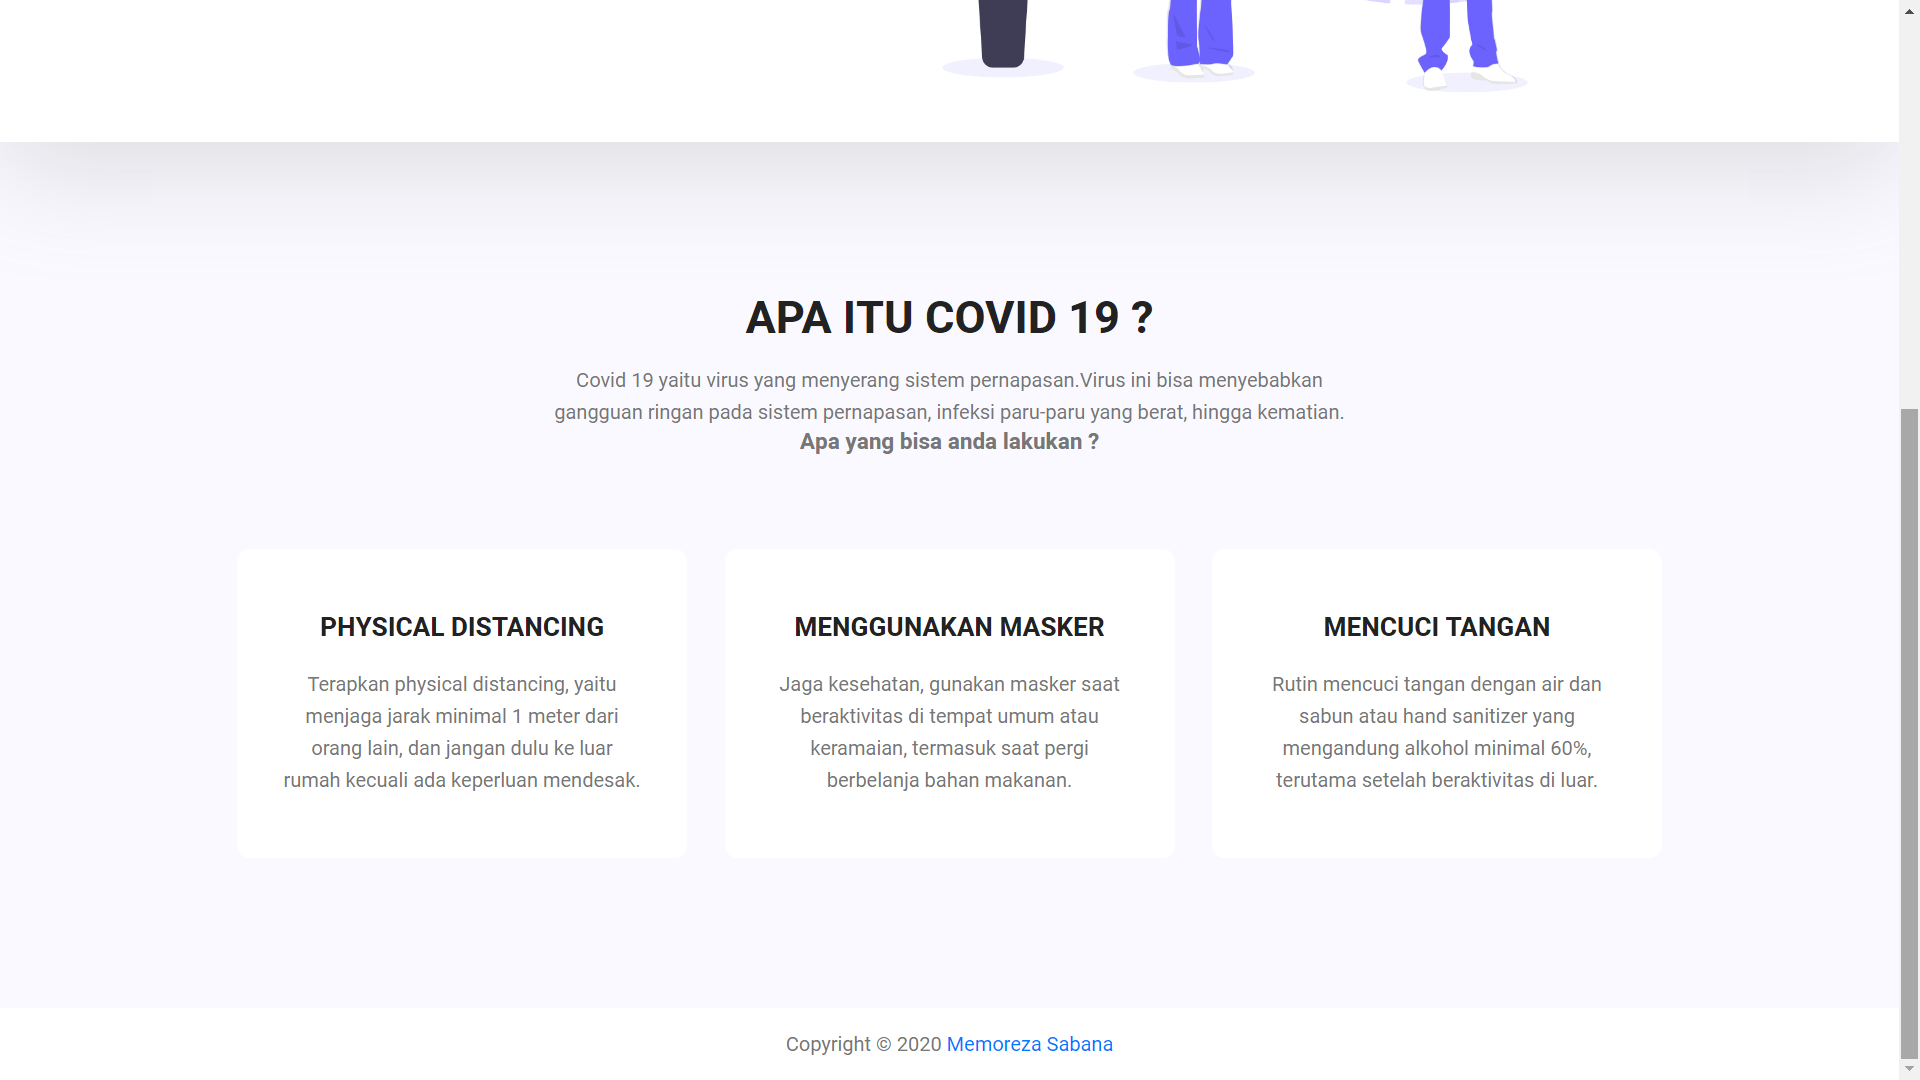 APA ITU COVID 19 ?
Covid 19 yaitu virus yang menyerang sistem pernapasan.Virus ini bisa menyebabkan
gangguan ringan pada sistem pernapasan, infeksi paru-paru yang berat, hingga kematian.
Apa yang bisa anda lakukan ?
PHYSICAL DISTANCING
Terapkan physical distancing, yaitu
menjaga jarak minimal 1 meter dari
orang lain, dan jangan dulu ke luar
rumah kecuali ada keperluan mendesak.
MENGGUNAKAN MASKER
Jaga kesehatan, gunakan masker saat
beraktivitas di tempat umum atau
keramaian, termasuk saat pergi
berbelanja bahan makanan.
MENCUCI TANGAN
Rutin mencuci tangan dengan air dan
sabun atau hand sanitizer yang
mengandung alkohol minimal 60%,
terutama setelah beraktivitas di luar.
Copyright © 2020 Memoreza Sabana